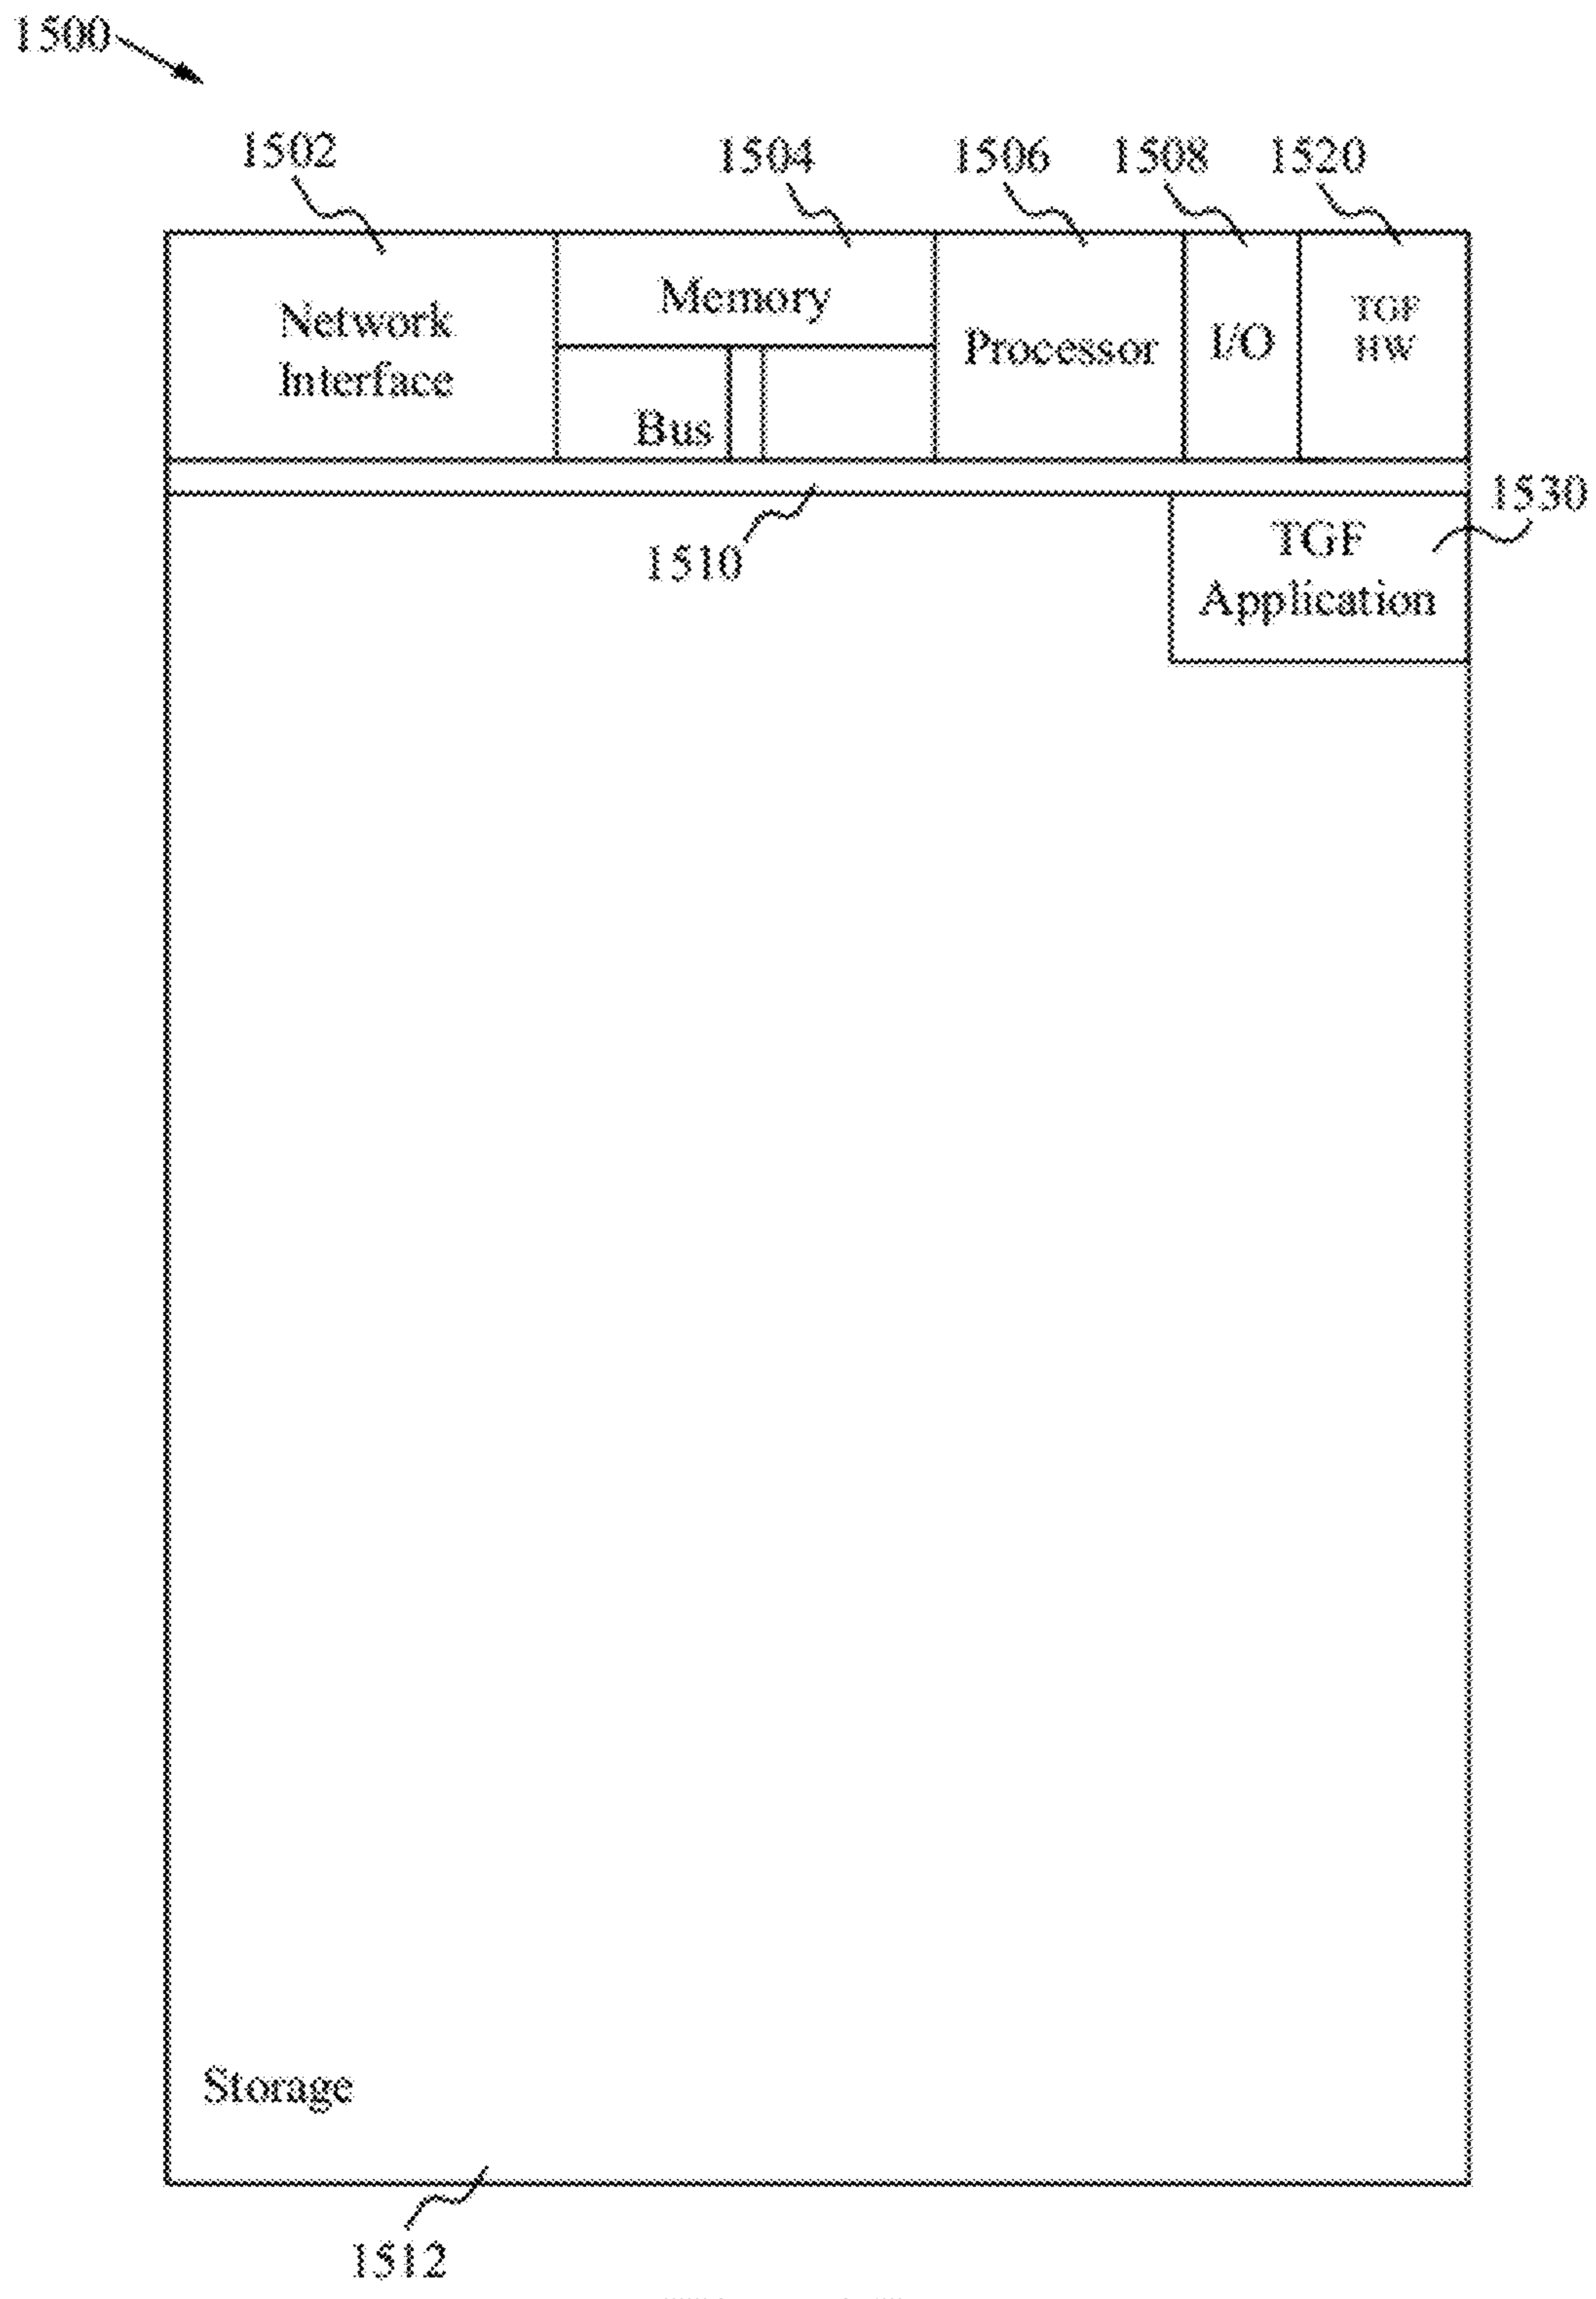 1500
1502
1504
1506
1508
1520
Network
Interface
Memory
Bus
Processor
I/O
TGF
HW
1510
1530
TGF
Application
Storage
1512